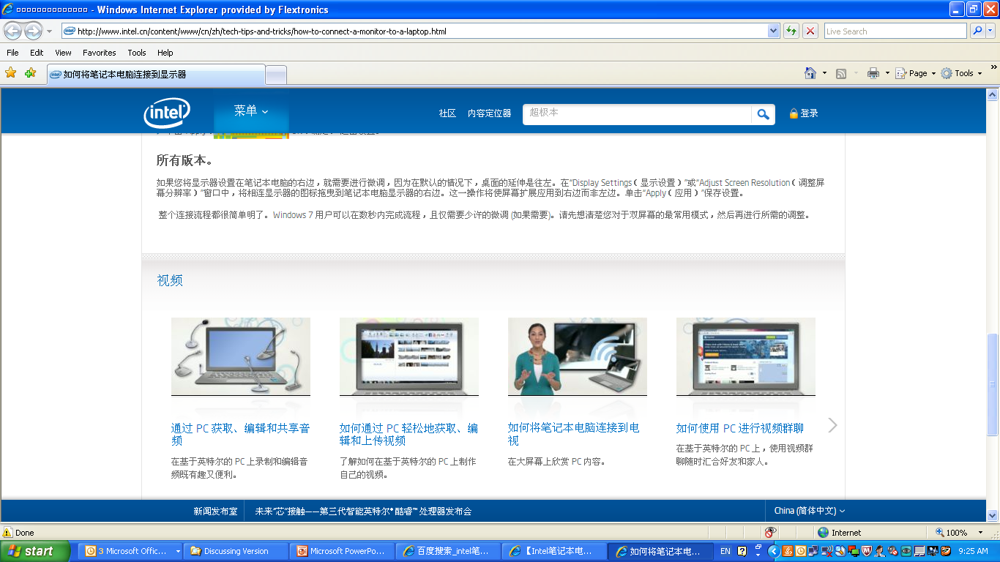 - Windows Internet Explorer provided by Flextronics
http://www.intel.cn/content/www/cn/zh/tech-tips-and-tricks/how-to-connect-a-monitor-to-a-laptop.html
Live Search
File Edit View Favorites Tools Help
如何将笔记本电脑连接到显示器
Page Tools
intel
菜单
社区 内容定位器
超极本
登录
所有版本。
如果您将显示器设置在笔记本电脑的右边，就需要进行微调，因为在默认的情况下，桌面的延伸是往左。在“Display Settings（显示设置）”或“Adjust Screen Resolution（调整屏
幕分辨率）”窗口中，将相连显示器的图标拖曳到笔记本电脑显示器的右边。这一操作将使屏幕扩展应用到右边而非左边。单击“Apply（应用）”保存设置。
整个连接流程都很简单明了。Windows 7 用户可以在数秒内完成流程，且仅需要少许的微调 (如果需要)。请先想清楚您对于双屏幕的最常用模式，然后再进行所需的调整。
视频
通过 PC 获取、编辑和共享音
频
在基于英特尔的 PC 上录制和编辑音
频既有趣又便利。
如何通过 PC 轻松地获取、编
辑和上传视频
了解如何在基于英特尔的 PC 上制作
自己的视频。
如何将笔记本电脑连接到电
视
在大屏幕上欣赏 PC 内容。
如何使用 PC 进行视频群聊
在基于英特尔的 PC 上，使用视频群
聊随时汇合好友和家人。
新闻发布室 未来“芯”接触——第三代智能英特尔® 酷睿™ 处理器发布会
China (简体中文)
Done
Internet
100%
start
3 Microsoft Offic...
Discussing Version
Microsoft PowerPo...
百度搜索_intel笔...
【Intel笔记本电...
如何将笔记本电...
EN
9:25 AM